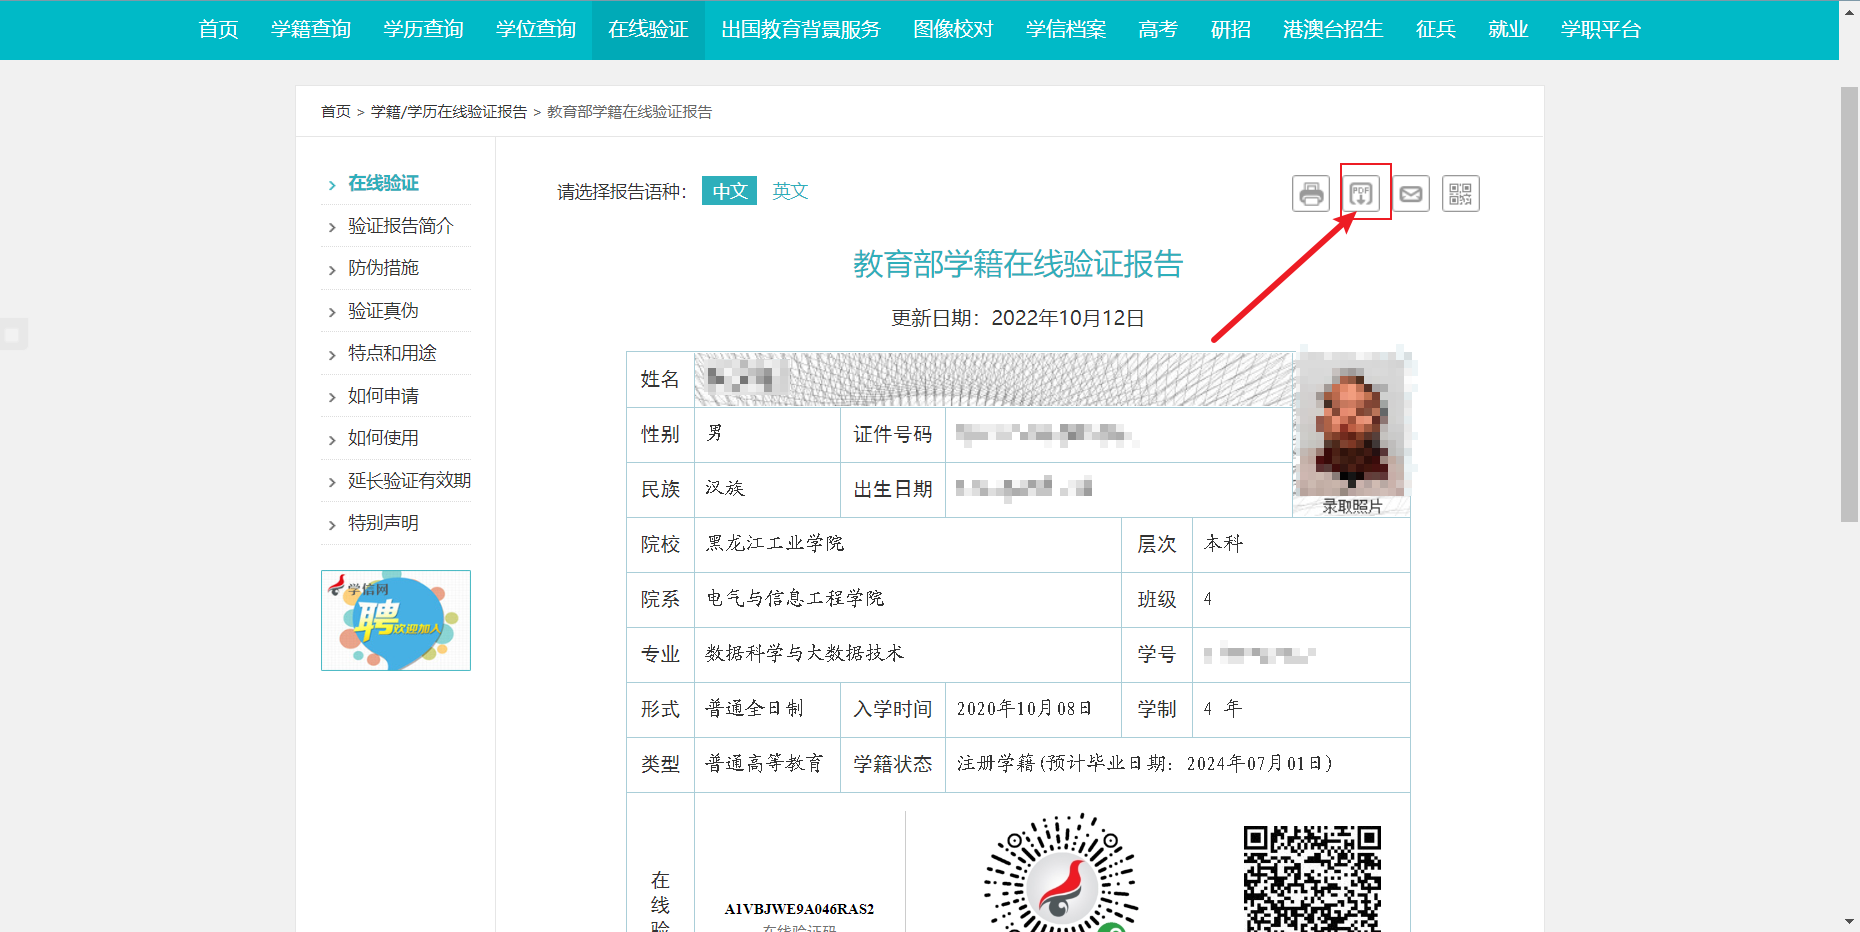 首页 学籍查询 学历查询 学位查询 在线验证 出国教育背景服务 图像校对 学信档案 高考 研招 港澳台招生 征兵 就业 学职平台
首页 > 学籍/学历在线验证报告 > 教育部学籍在线验证报告
在线验证
验证报告简介
防伪措施
验证真伪
特点和用途
如何申请
如何使用
延长验证有效期
特别声明
学信网
聘 欢迎加入
请选择报告语种： 中文 英文
PDF
教育部学籍在线验证报告
更新日期：2022年10月12日
姓名
性别 男 证件号码
民族 汉族 出生日期
录取照片
院校 黑龙江工业学院 层次 本科
院系 电气与信息工程学院 班级 4
专业 数据科学与大数据技术 学号
形式 普通全日制 入学时间 2020年10月08日 学制 4 年
类型 普通高等教育 学籍状态 注册学籍(预计毕业日期：2024年07月01日)
在
线
验
A1VBJWE9A046RAS2
在线验证码